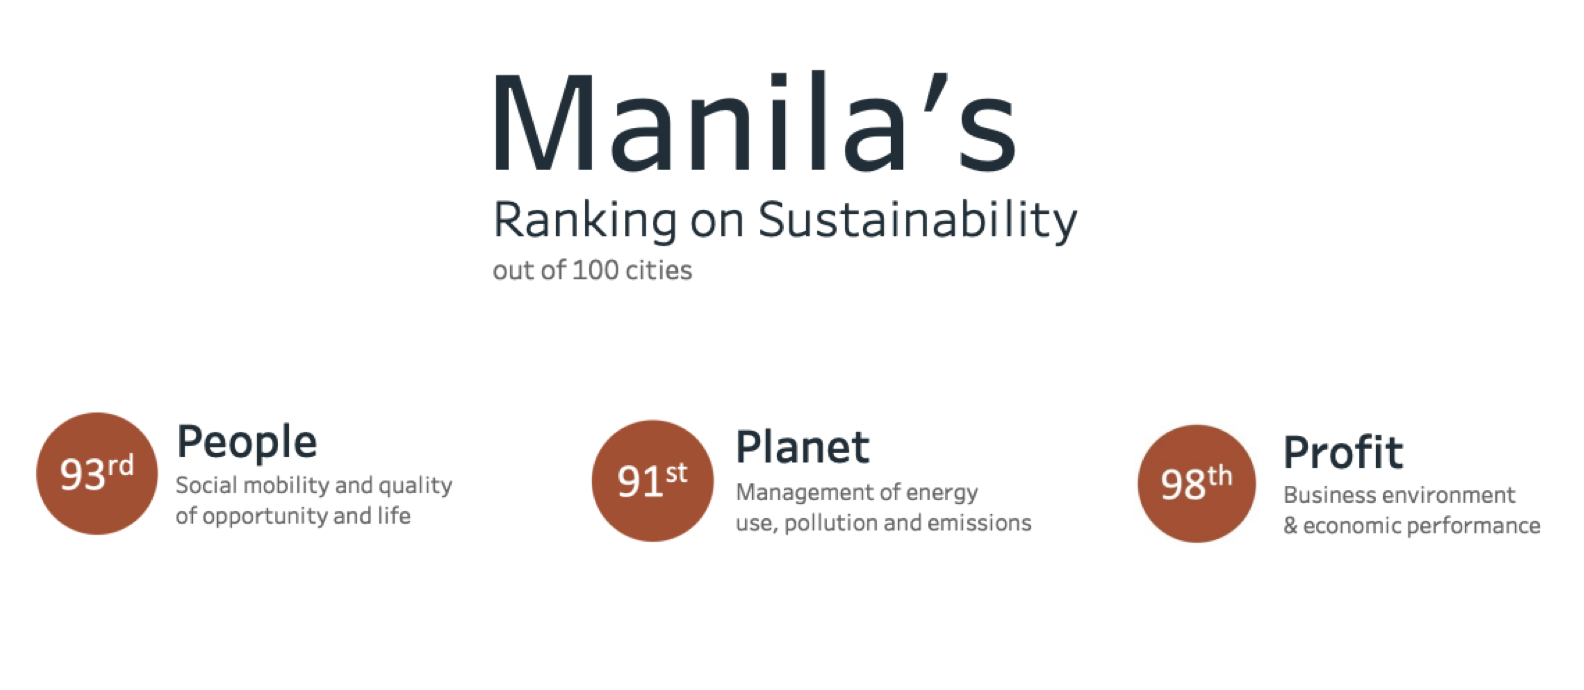 Manila’s
Ranking on Sustainability
out of 100 cities
93rd
People
Social mobility and quality
of opportunity and life
91st
Planet
Management of energy
use, pollution and emissions
98th
Profit
Business environment
& economic performance